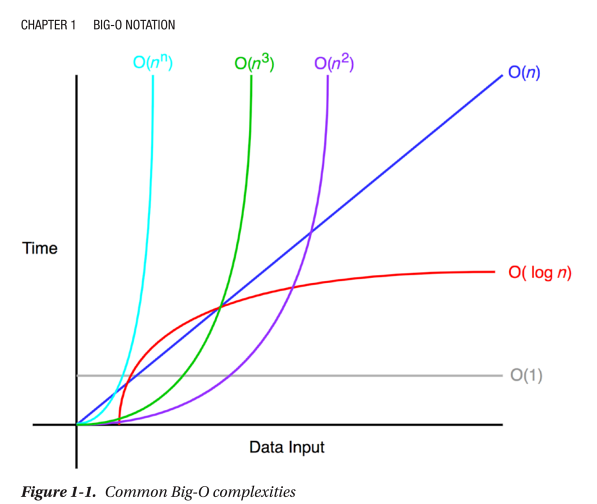 CHAPTER 1 BIG-O NOTATION
O(nⁿ) O(n³) O(n²)
O(n)
Time
O( log n)
O(1)
Data Input
Figure 1-1. Common Big-O complexities